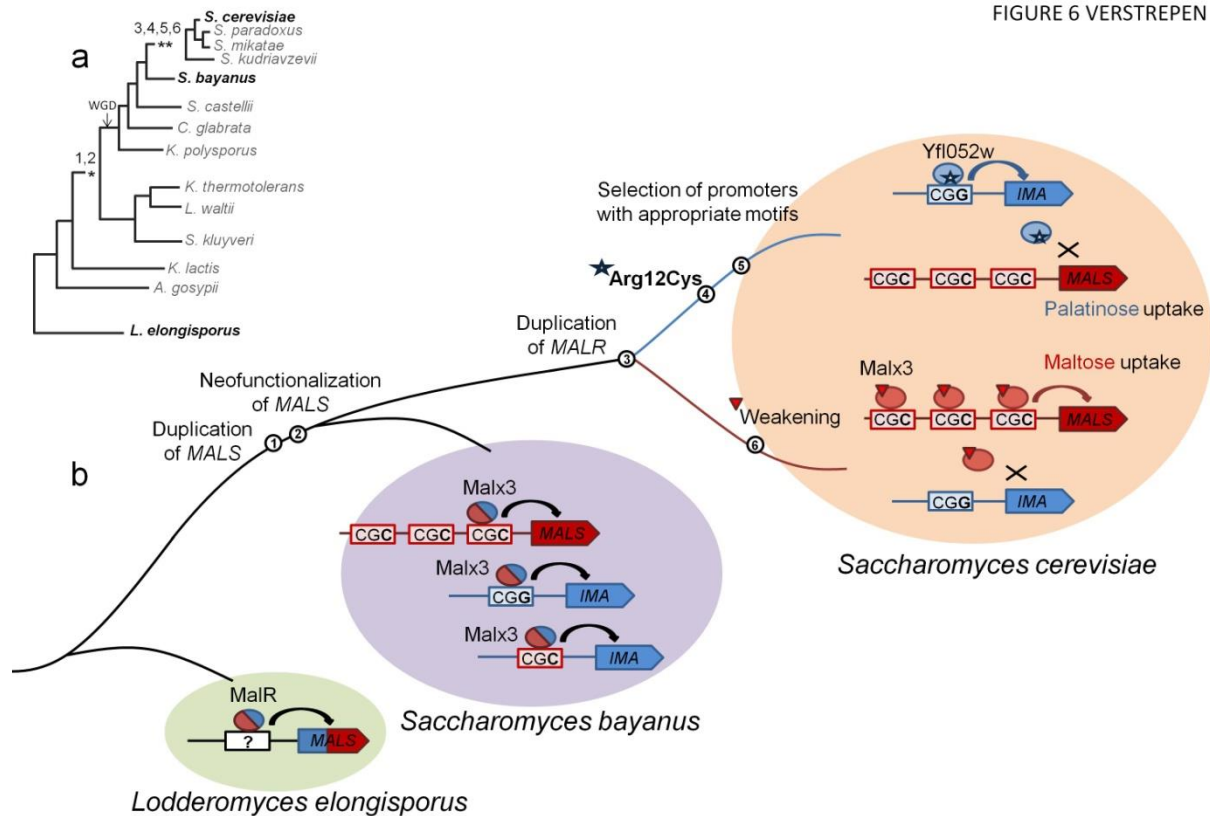 FIGURE 6 VERSTREPEN
a
3,4,5,6
**
S. cerevisiae
S. paradoxus
S. mikatae
S. kudriavzevii
S. bayanus
WGD
S. castellii
C. glabrata
K. polysporus
1,2
*
K. thermotolerans
L. waltii
S. kluyveri
K. lactis
A. gosypii
L. elongisporus
b
Duplication
of MALS
1
2
Neofunctionalization
of MALS
Duplication
of MALR
3
Arg12Cys
4
5
Selection of promoters
with appropriate motifs
Weakening
6
Yfl052w
CGG IMA
CGC CGC CGC MALS
Palatinose uptake
Maltose uptake
Malx3
CGC CGC CGC MALS
CGG IMA
Saccharomyces cerevisiae
Malx3
CGC CGC CGC MALS
Malx3
CGG IMA
Malx3
CGC IMA
Saccharomyces bayanus
MalR
? MALS
Lodderomyces elongisporus